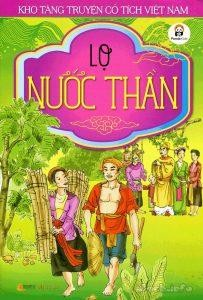 KHO TÀNG TRUYỆN CỔ TÍCH VIỆT NAM
LỌ
NƯỚC THẦN